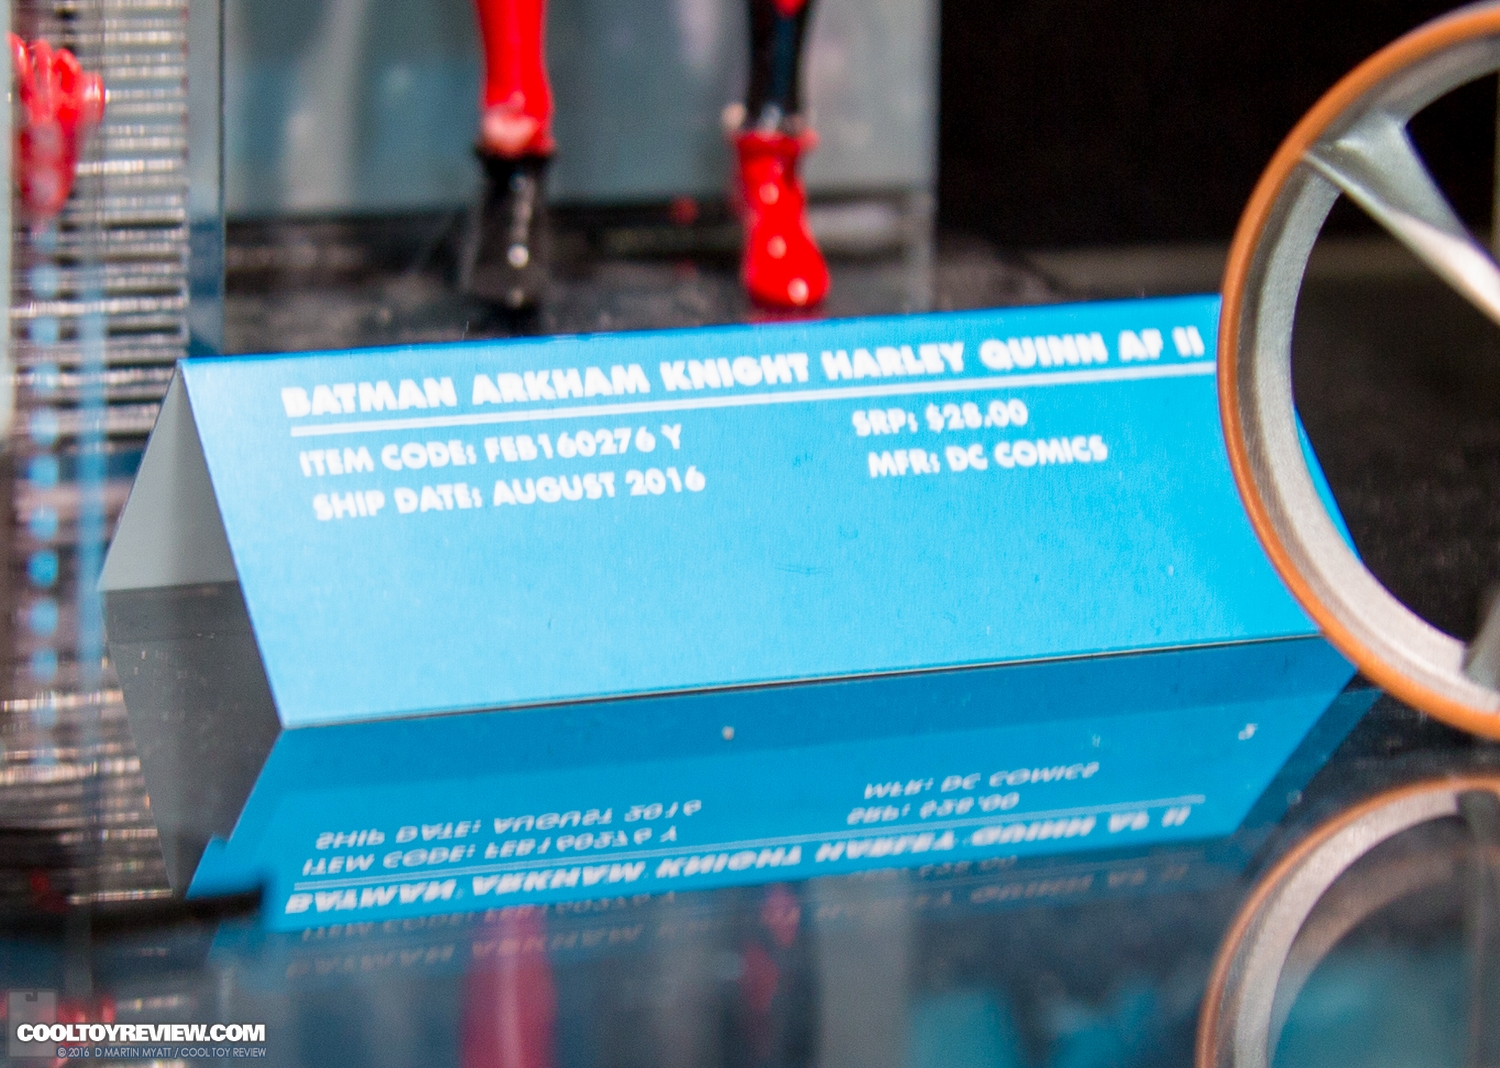 BATMAN ARKHAM KNIGHT HARLEY QUINN AF II
ITEM CODE: FEB160276 Y
SRP: $28.00
SHIP DATE: AUGUST 2016
MFR: DC COMICS
COOLTOYREVIEW.COM
© 2016 D MARTIN MYATT / COOL TOY REVIEW